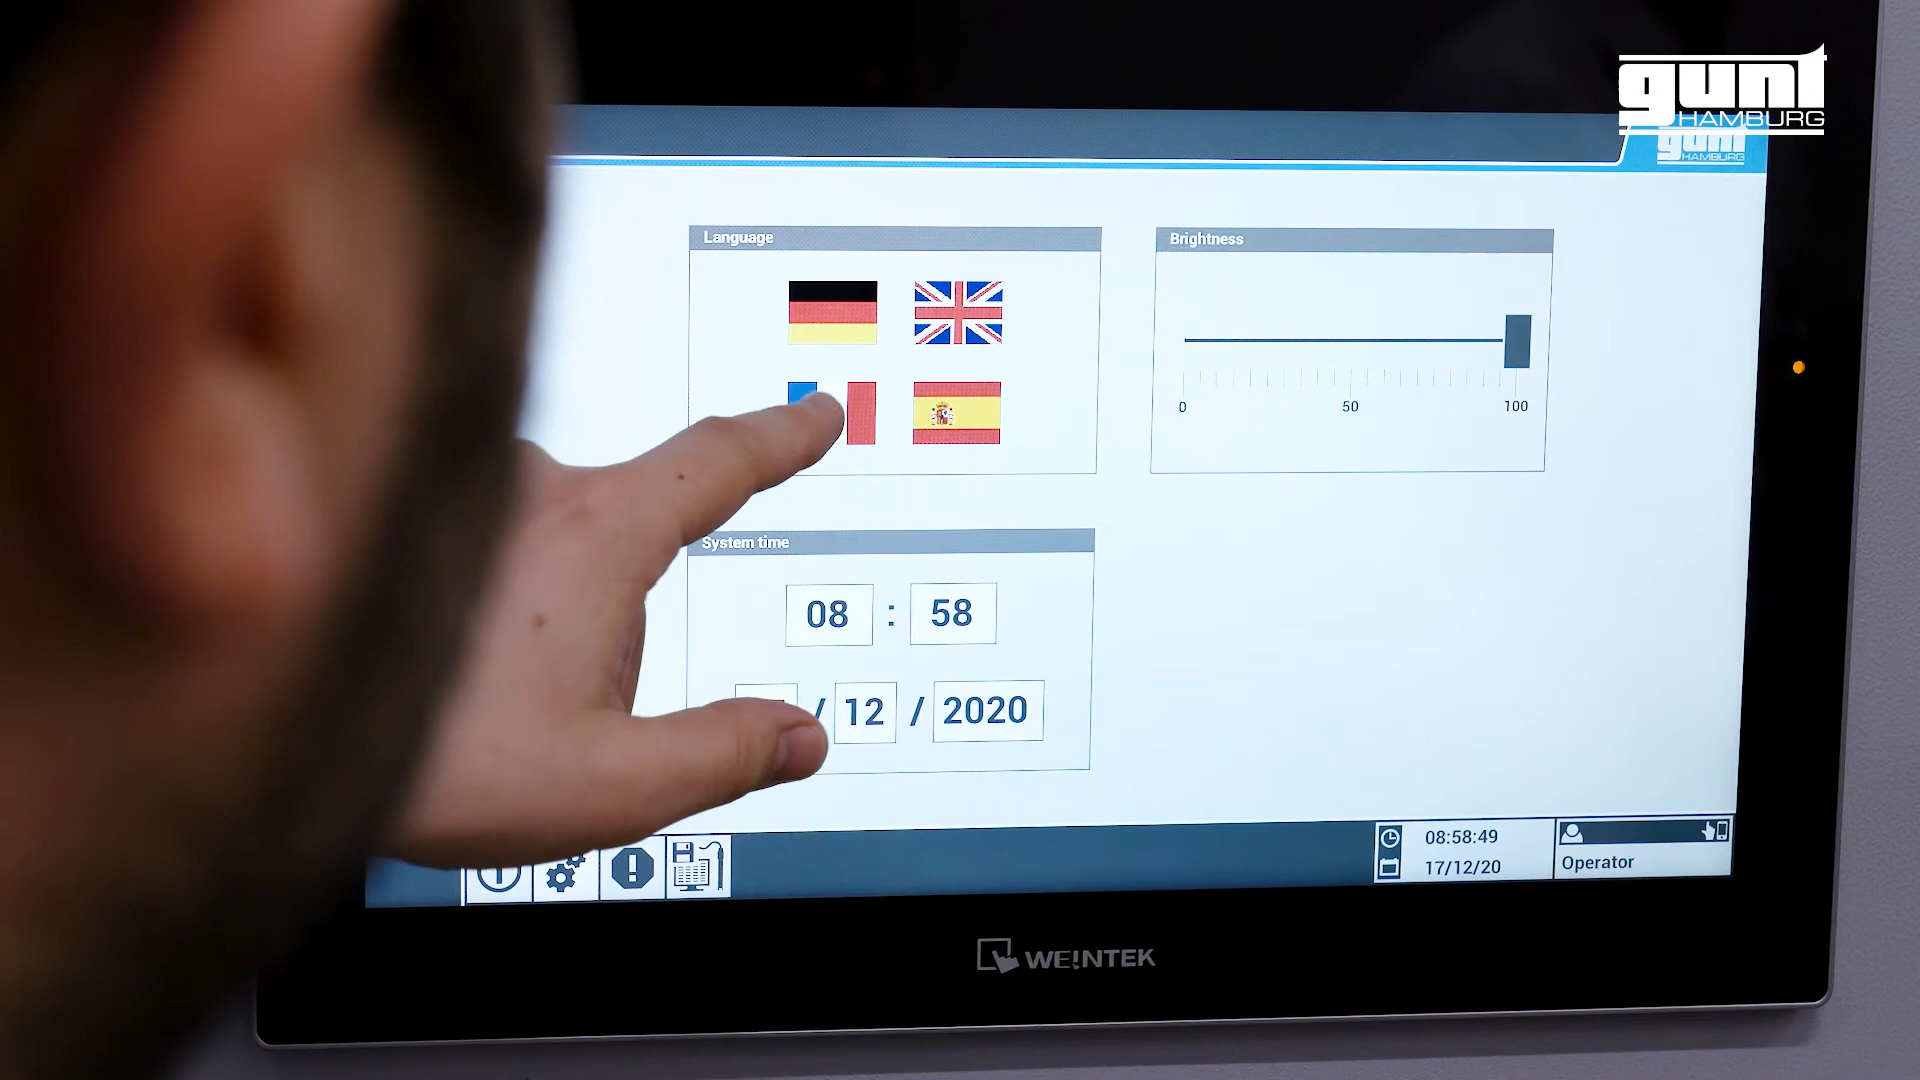 gunt
HAMBURG
gunt
HAMBURG
Language
Brightness
0
50
100
System time
08 : 58
/ 12 / 2020
08:58:49
17/12/20
Operator
WE!NTEK